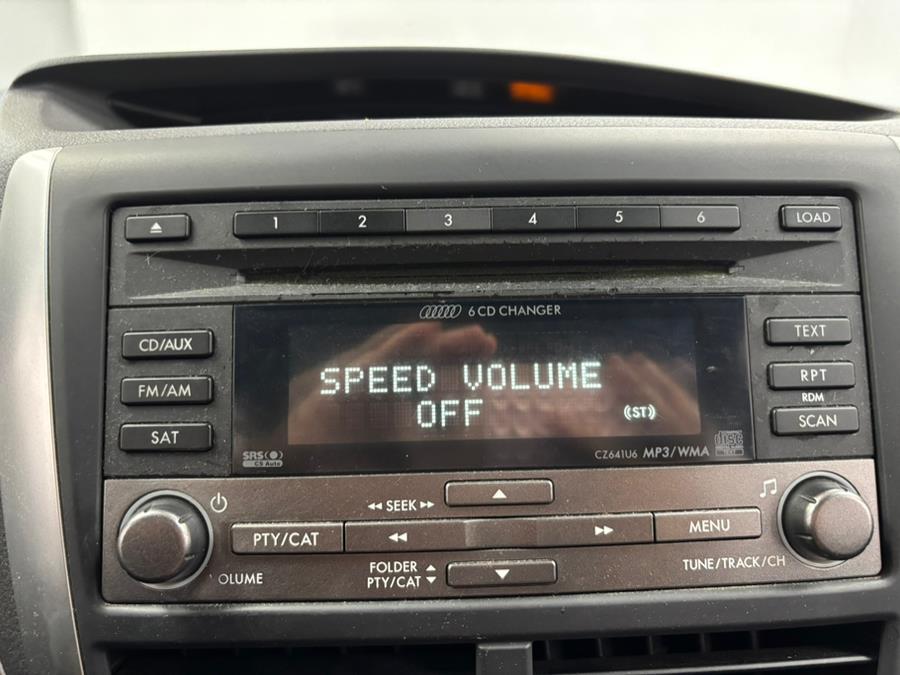 1 2 3 4 5 6 LOAD
6 CD CHANGER
CD/AUX
FM/AM
SAT
SPEED VOLUME
OFF (ST)
TEXT
RPT
RDM
SCAN
SRS
CS Auto
CZ641U6 MP3/WMA
disc
TEXT
SEEK
PTY/CAT
MENU
OLUME
FOLDER
PTY/CAT
TUNE/TRACK/CH